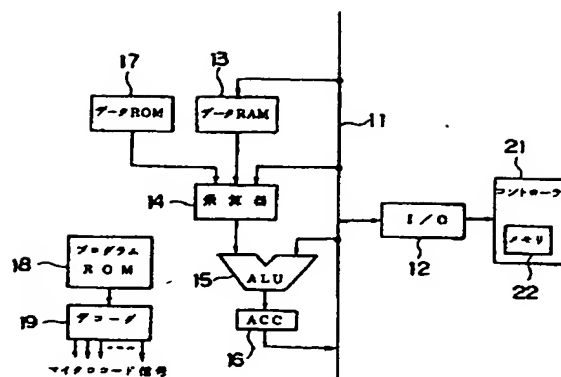 17
13
データROM
データRAM
11
21
コントローラ
14
乗算器
I/O
12
メモリ
22
プログラム
ROM
18
15
ALU
19
デコーダ
ACC
16
マイクロコード信号